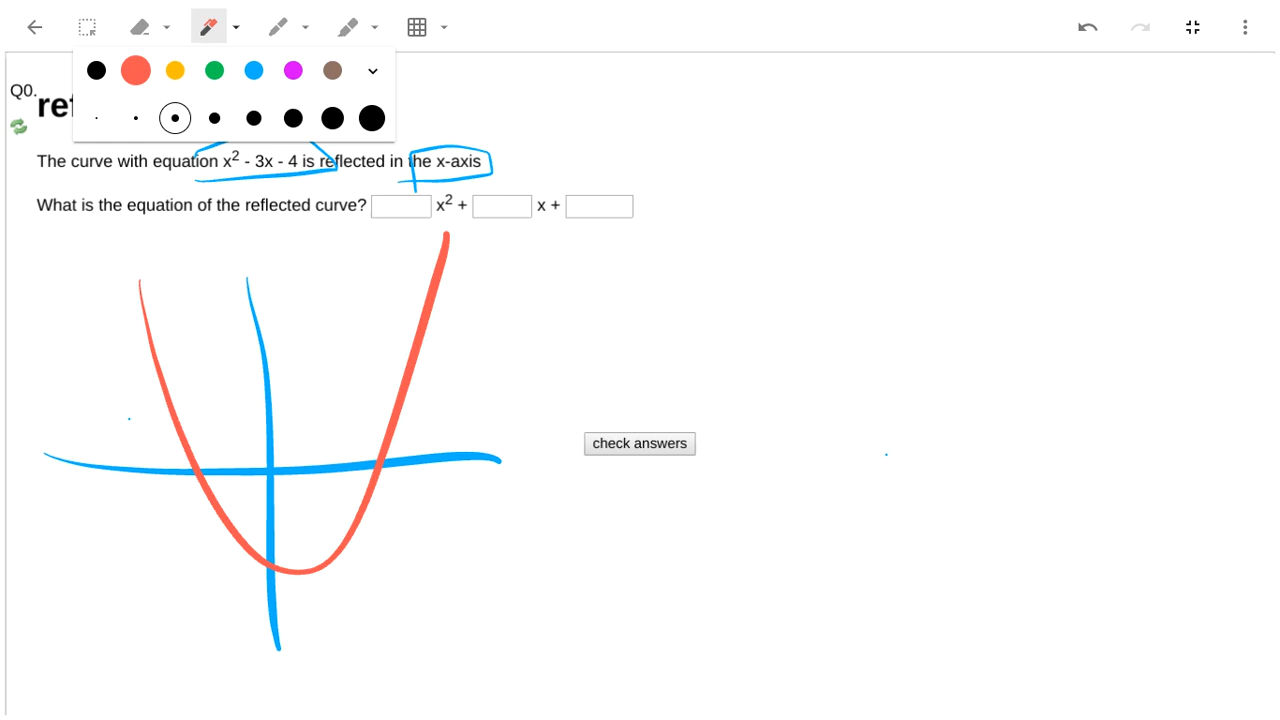 Q0.
The curve with equation x² - 3x - 4 is reflected in the x-axis
What is the equation of the reflected curve? x² + x +
check answers